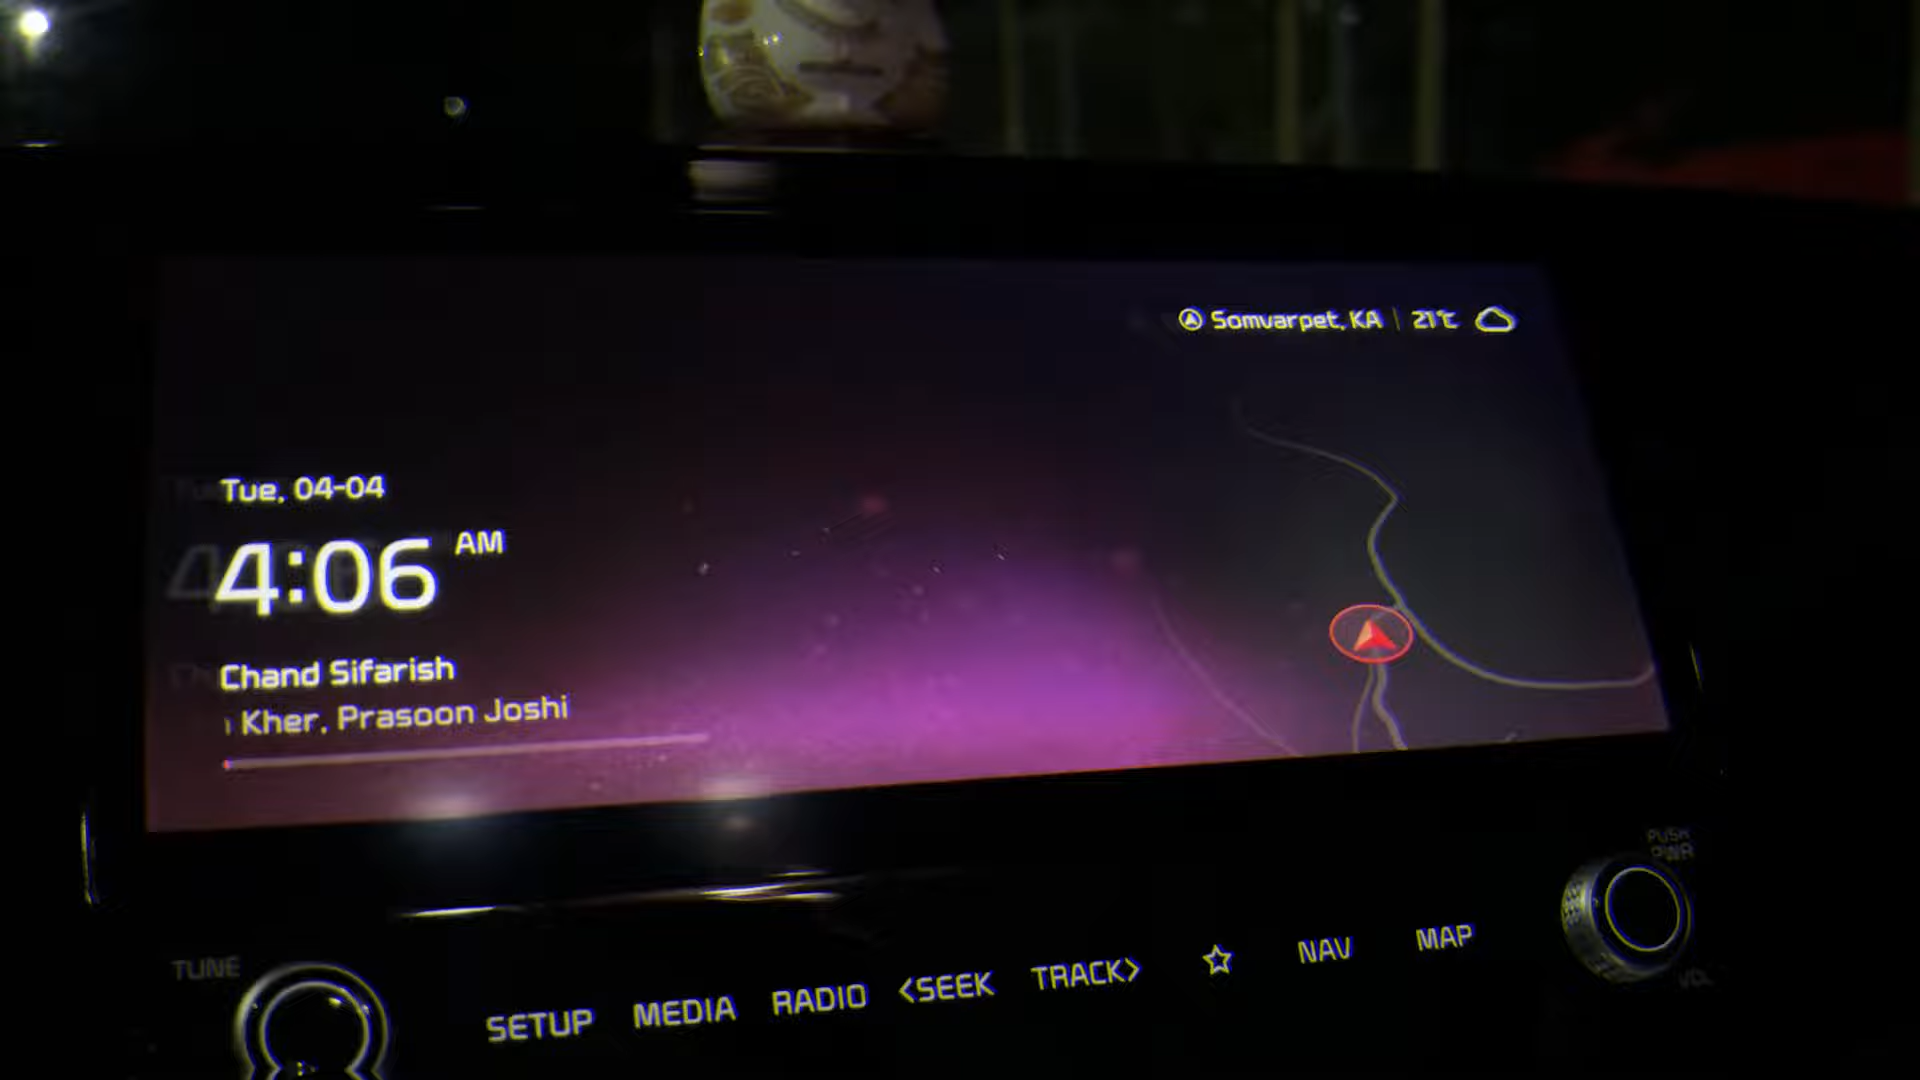 Somvarpet, KA | 21°C
Tue, 04-04
4:06 AM
Chand Sifarish
Kher, Prasoon Joshi
PUSH
PWR
VOL
TUNE
SETUP MEDIA RADIO <SEEK TRACK> NAV MAP